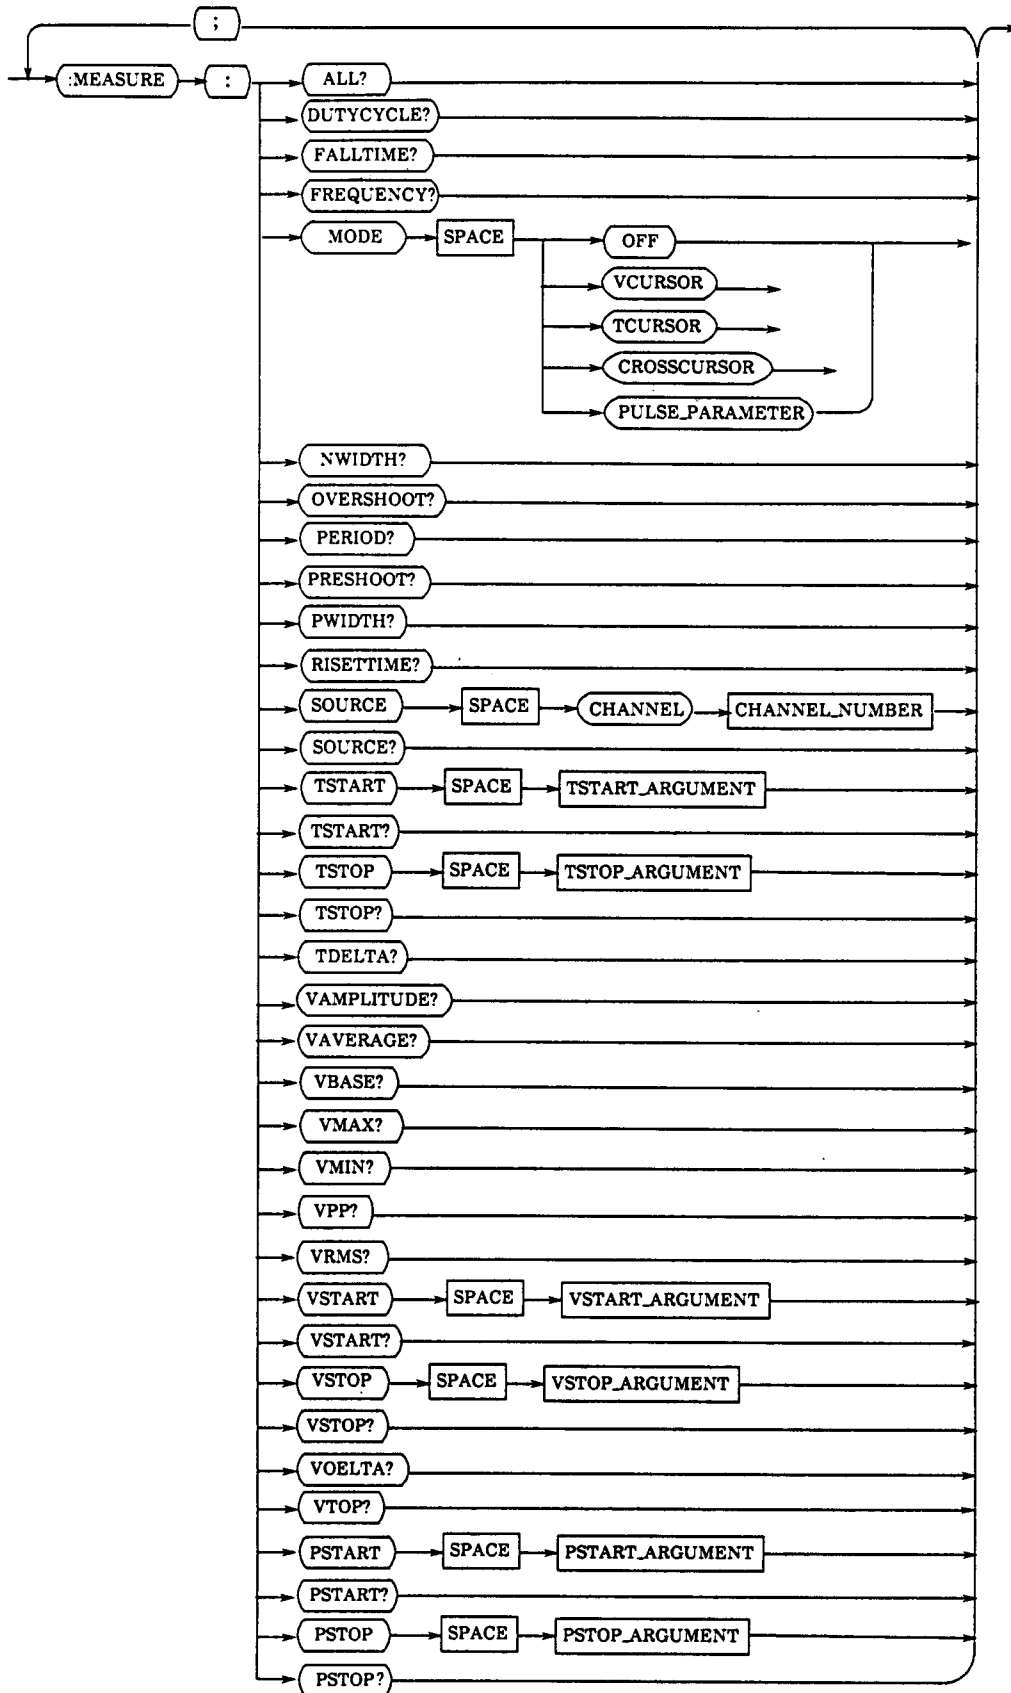 ;
:MEASURE :
ALL?
DUTYCYCLE?
FALLTIME?
FREQUENCY?
MODE SPACE OFF
VCURSOR
TCURSOR
CROSSCURSOR
PULSE_PARAMETER
NWIDTH?
OVERSHOOT?
PERIOD?
PRESHOOT?
PWIDTH?
RISETTIME?
SOURCE SPACE CHANNEL CHANNEL_NUMBER
SOURCE?
TSTART SPACE TSTART_ARGUMENT
TSTART?
TSTOP SPACE TSTOP_ARGUMENT
TSTOP?
TDELTA?
VAMPLITUDE?
VAVERAGE?
VBASE?
VMAX?
VMIN?
VPP?
VRMS?
VSTART SPACE VSTART_ARGUMENT
VSTART?
VSTOP SPACE VSTOP_ARGUMENT
VSTOP?
VOELTA?
VTOP?
PSTART SPACE PSTART_ARGUMENT
PSTART?
PSTOP SPACE PSTOP_ARGUMENT
PSTOP?